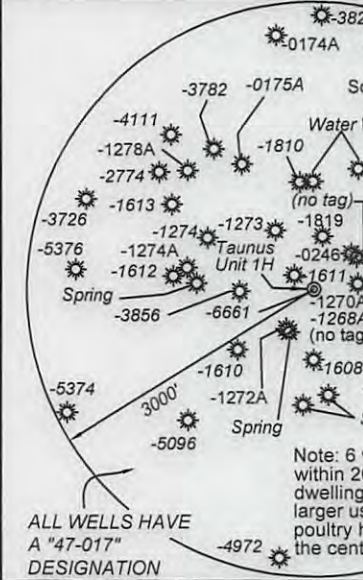 -382
-0174A
-3782
-0175A
So
-4111
Water
-1278A
-1810
-2774
(no tag)
-3726
-1613
-1274
-1273
-1819
-5376
-1274A
Taunus
Unit 1H
-0246
-1612
-1611
Spring
-3856
-6661
-1270A
-1268A
(no tag
-1610
-1608
3000'
-1272A
-5374
Spring
-5096
Note: 6
within 20
dwelling
larger us
poultry h
the cent
ALL WELLS HAVE
A "47-017"
DESIGNATION
-4972